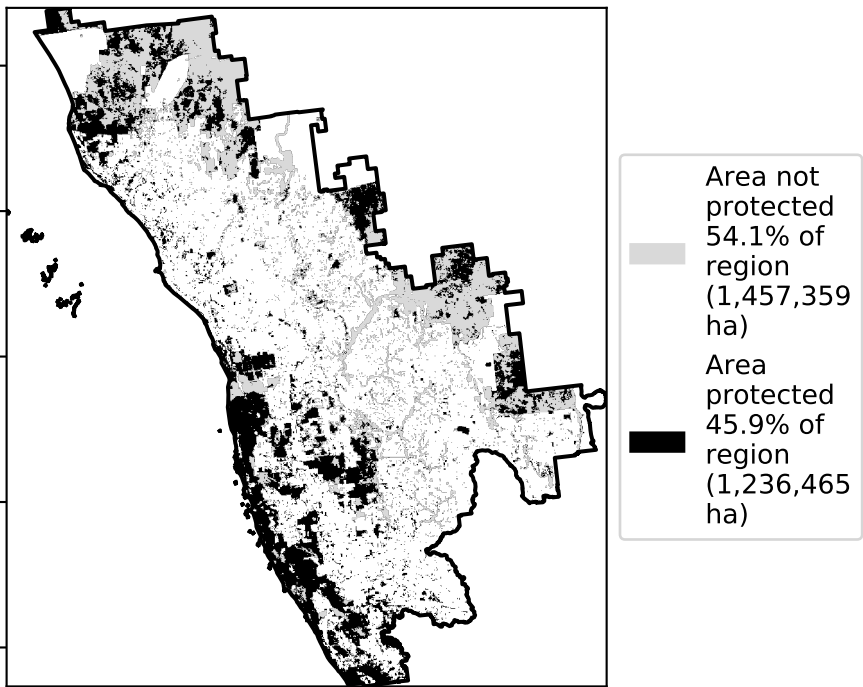 Area not
protected
54.1% of
region
(1,457,359
ha)
Area
protected
45.9% of
region
(1,236,465
ha)